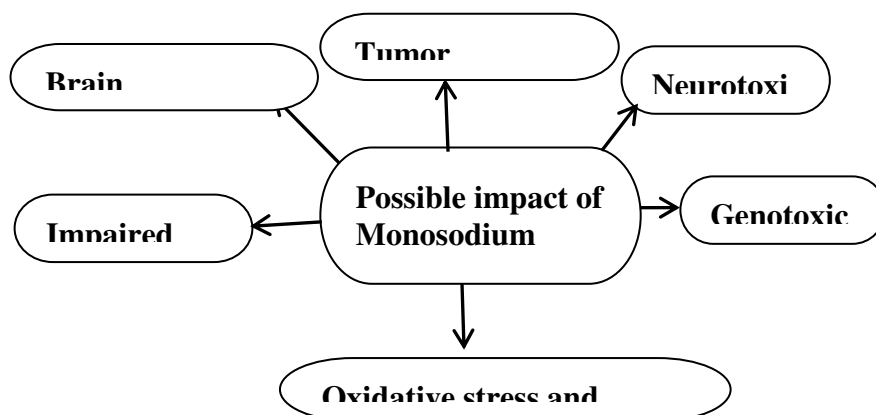 Tumor
Brain
Neurotoxi
Possible impact of
Monosodium
Impaired
Genotoxic
Oxidative stress and